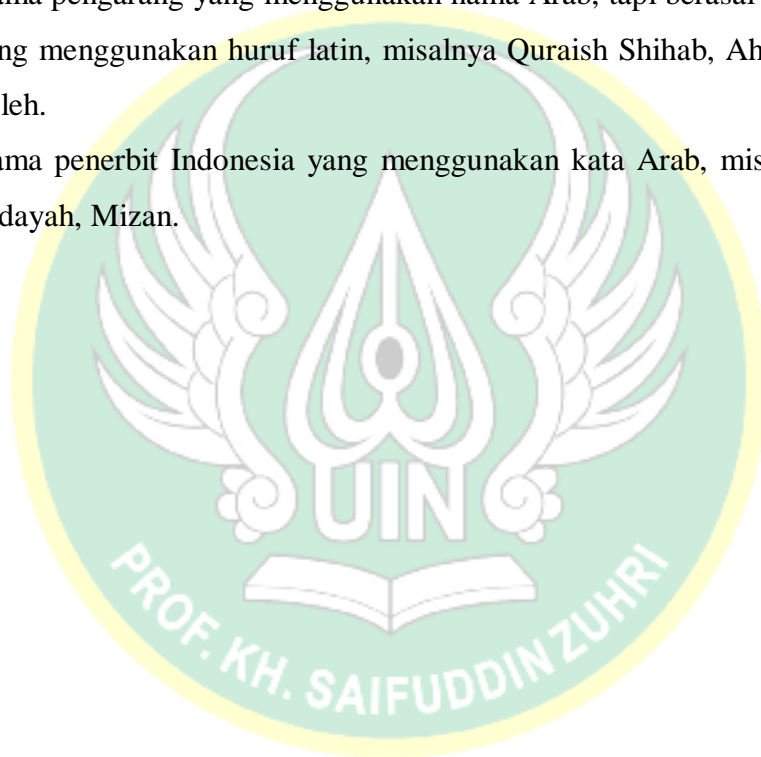 ama pengarang yang menggunakan nama Arab, tapi berasal
ng menggunakan huruf latin, misalnya Quraish Shihab, Ah
leh.
ama penerbit Indonesia yang menggunakan kata Arab, mis
dayah, Mizan.
UIN
PROF. KH. SAIFUDDIN ZUHRI